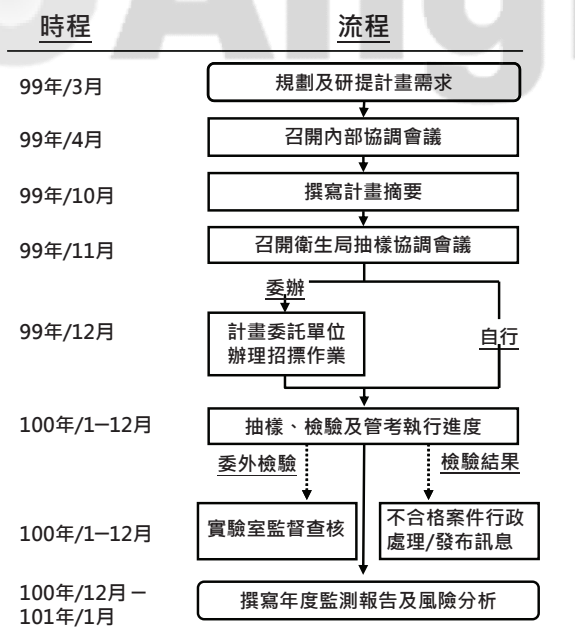 時程 流程
99年/3月 規劃及研提計畫需求
99年/4月 召開內部協調會議
99年/10月 撰寫計畫摘要
99年/11月 召開衛生局抽樣協調會議
委辦
99年/12月 計畫委託單位 自行
辦理招標作業
100年/1—12月 抽樣、檢驗及管考執行進度
委外檢驗 檢驗結果
100年/1—12月 實驗室監督查核 不合格案件行政
處理/發布訊息
100年/12月－ 撰寫年度監測報告及風險分析
101年/1月